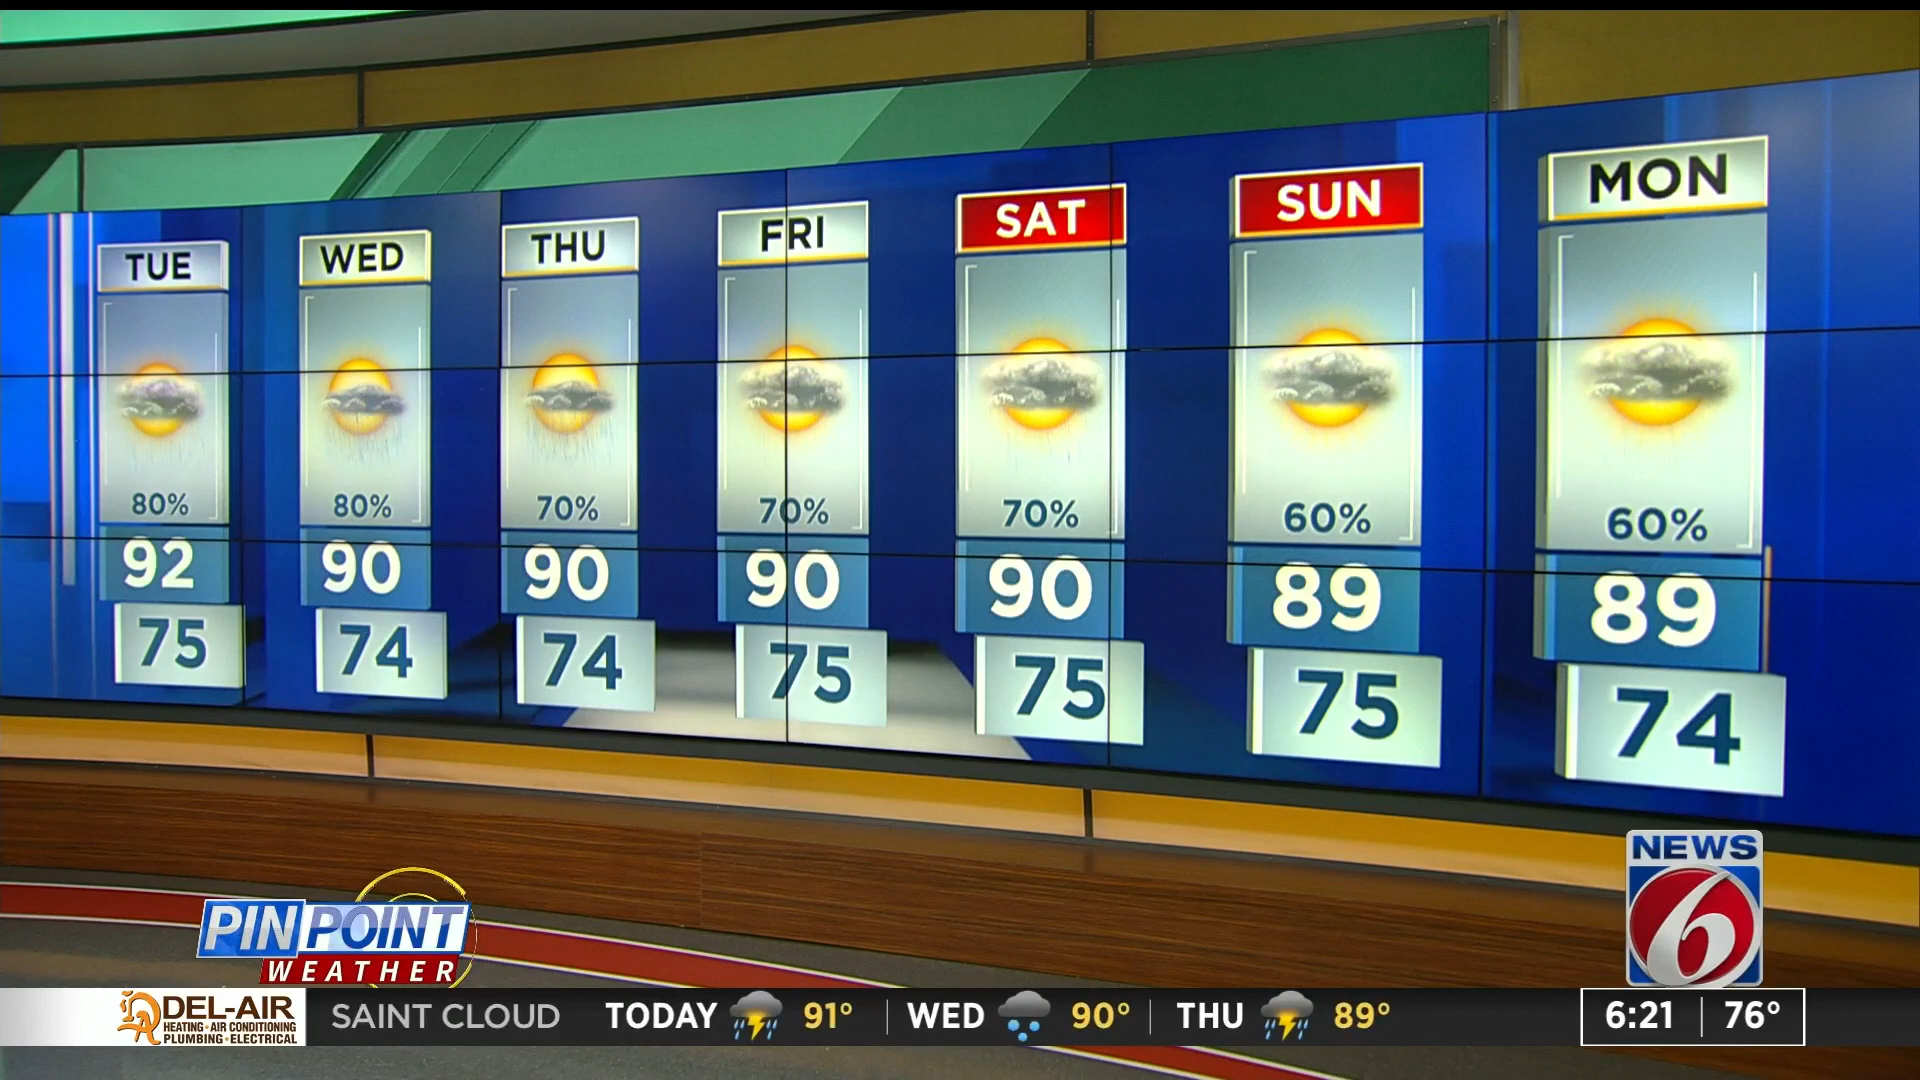 TUE WED THU FRI SAT SUN MON
80% 80% 70% 70% 70% 60% 60%
92 90 90 90 90 89 89
75 74 74 75 75 75 74
NEWS
6
PINPOINT
WEATHER
DEL-AIR
HEATING • AIR CONDITIONING
PLUMBING • ELECTRICAL
SAINT CLOUD TODAY 91° WED 90° THU 89°
6:21 76°